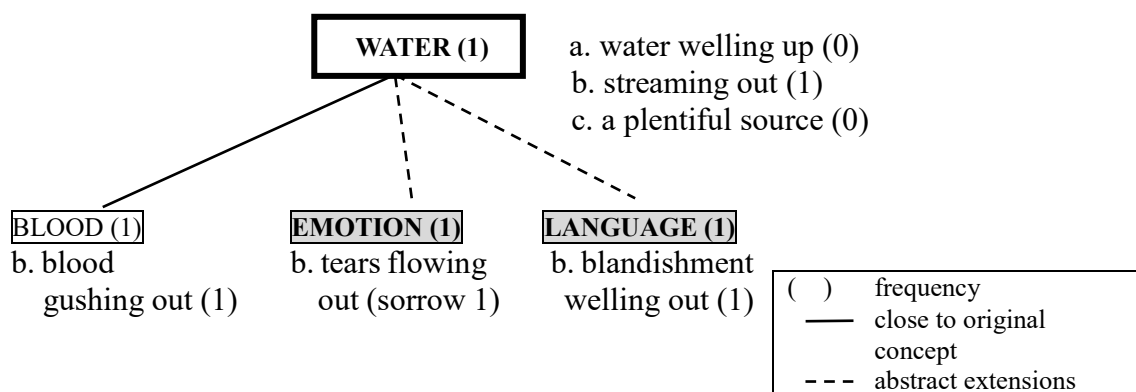 WATER (1)
a. water welling up (0)
b. streaming out (1)
c. a plentiful source (0)
BLOOD (1)
b. blood
gushing out (1)
EMOTION (1)
b. tears flowing
out (sorrow 1)
LANGUAGE (1)
b. blandishment
welling out (1)
( ) frequency
close to original
concept
abstract extensions